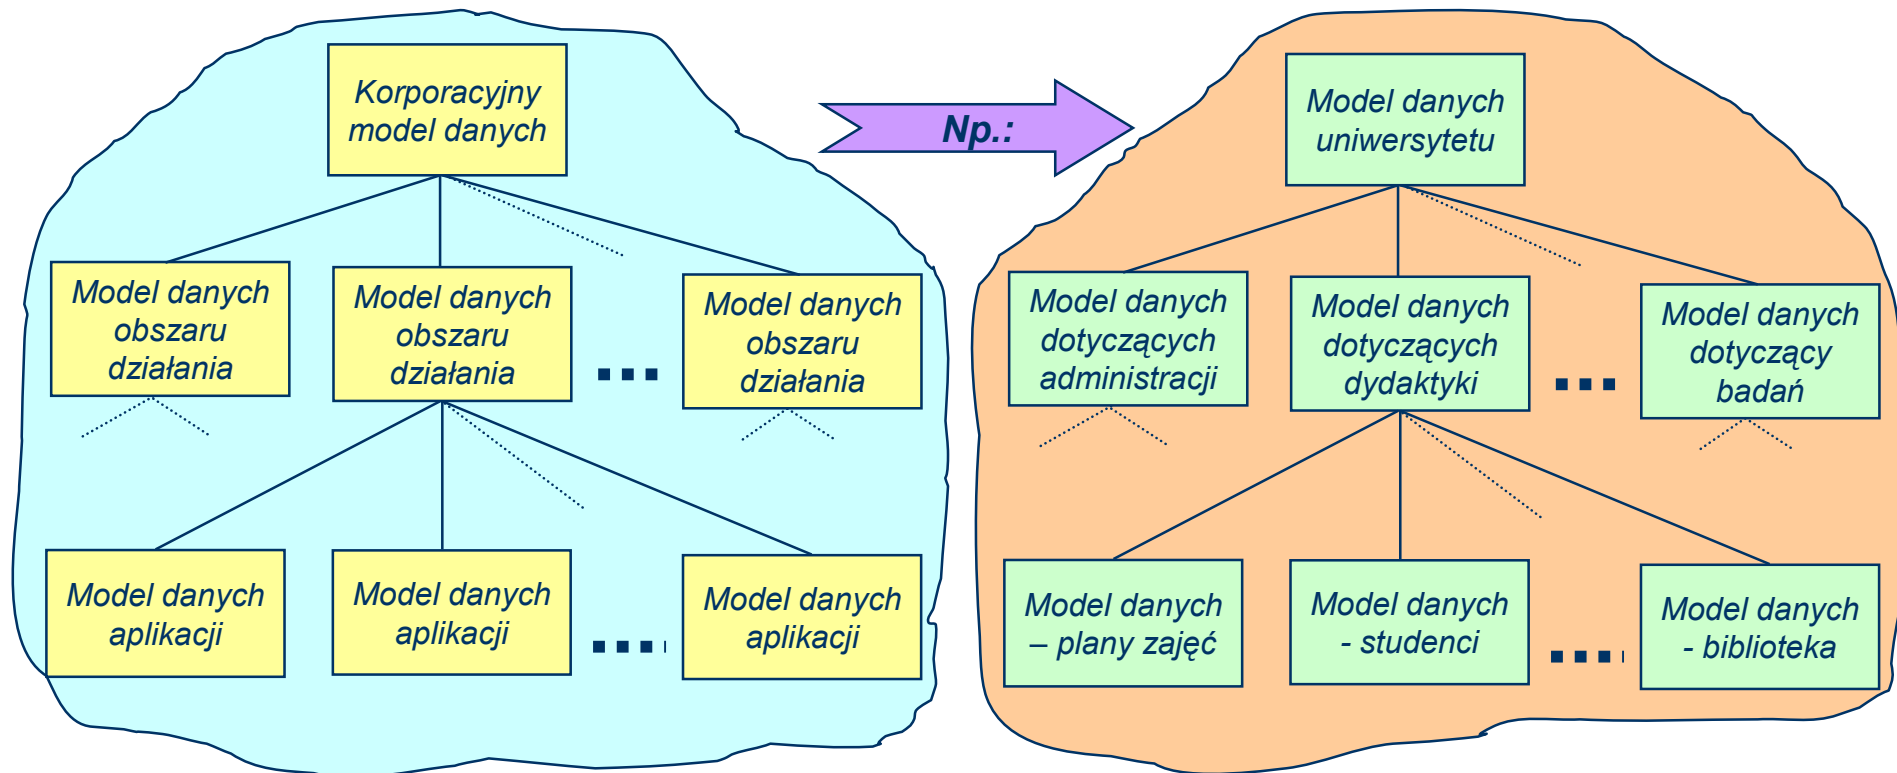 Korporacyjny
model danych
Np.:
Model danych
uniwersytetu
Model danych
obszaru
działania
Model danych
obszaru
działania
Model danych
obszaru
działania
Model danych
dotyczących
administracji
Model danych
dotyczących
dydaktyki
Model danych
dotyczący
badań
Model danych
aplikacji
Model danych
aplikacji
Model danych
aplikacji
Model danych
– plany zajęć
Model danych
- studenci
Model danych
- biblioteka